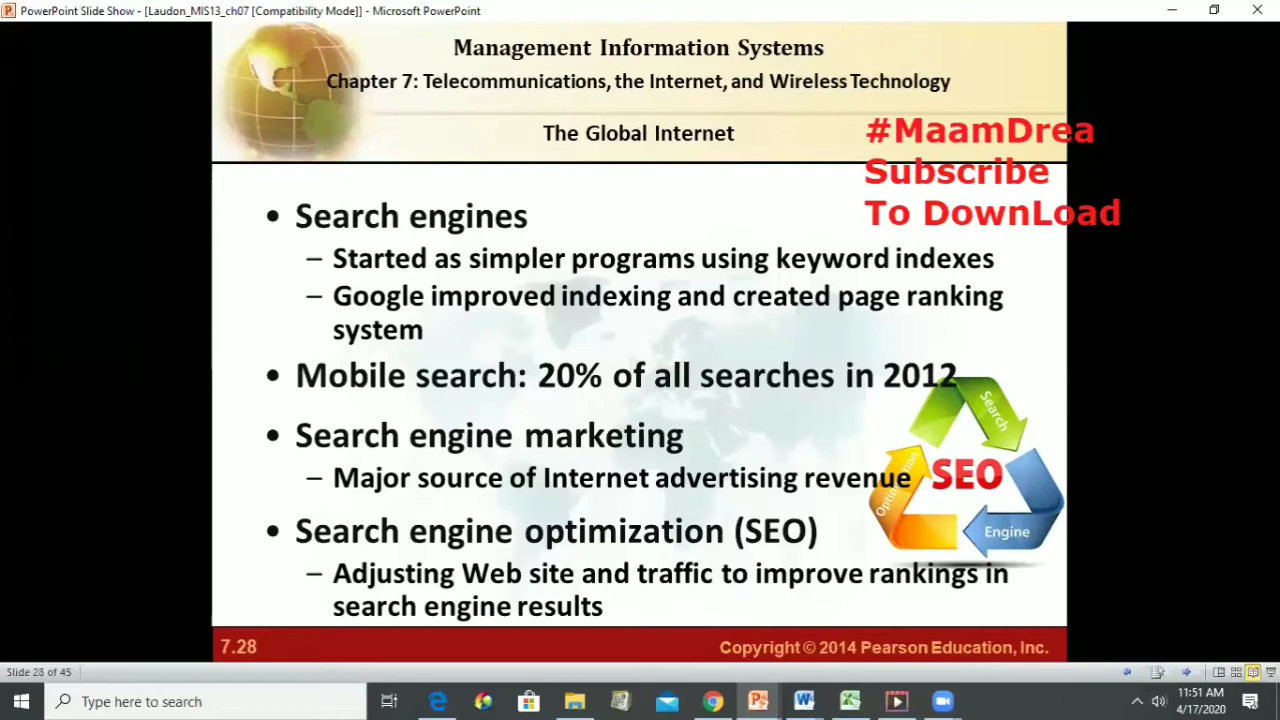 PowerPoint Slide Show - [Laudon_MIS13_ch07 [Compatibility Mode]] - Microsoft PowerPoint
Management Information Systems
Chapter 7: Telecommunications, the Internet, and Wireless Technology
The Global Internet
#MaamDrea
Subscribe
To DownLoad
• Search engines
– Started as simpler programs using keyword indexes
– Google improved indexing and created page ranking
system
• Mobile search: 20% of all searches in 2012
• Search engine marketing
– Major source of Internet advertising revenue
• Search engine optimization (SEO)
– Adjusting Web site and traffic to improve rankings in
search engine results
Search
SEO
Optimization
Engine
7.28
Copyright © 2014 Pearson Education, Inc.
Slide 28 of 45
Type here to search
11:51 AM
4/17/2020